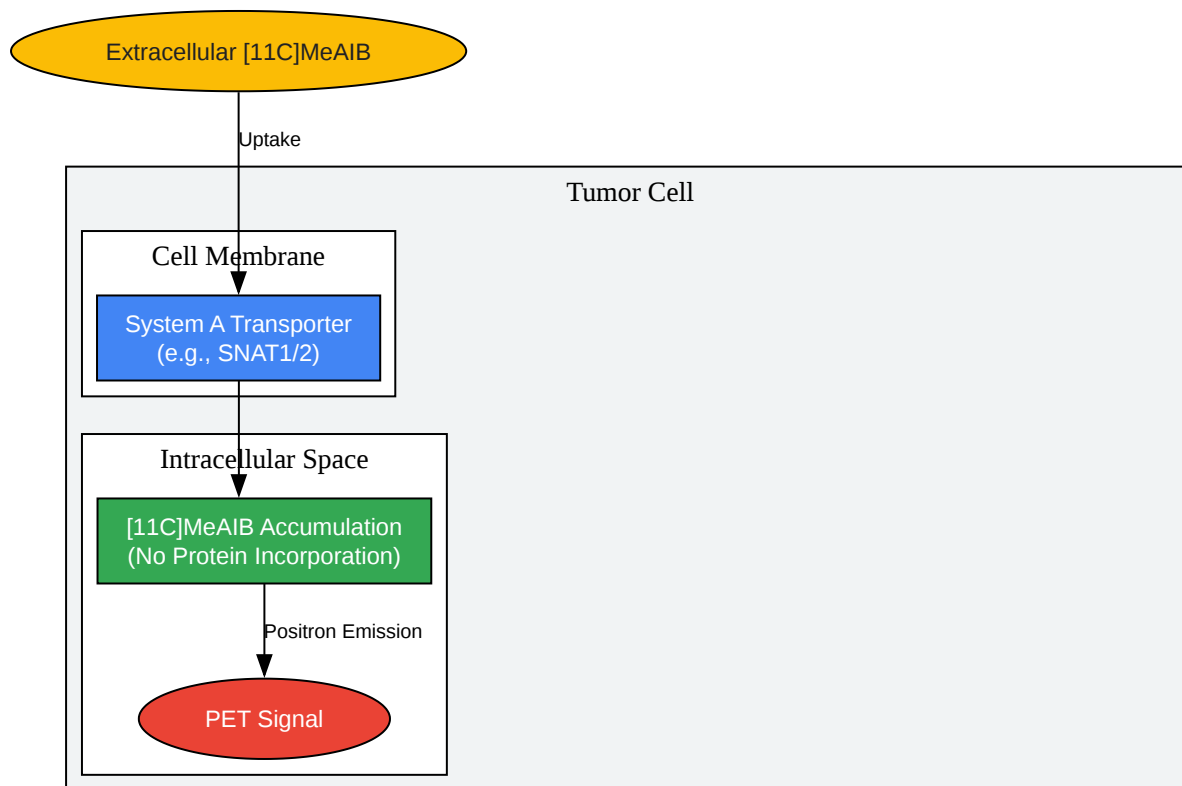 Extracellular [11C]MeAIB
Uptake
Tumor Cell
Cell Membrane
System A Transporter
(e.g., SNAT1/2)
Intracellular Space
[11C]MeAIB Accumulation
(No Protein Incorporation)
Positron Emission
PET Signal